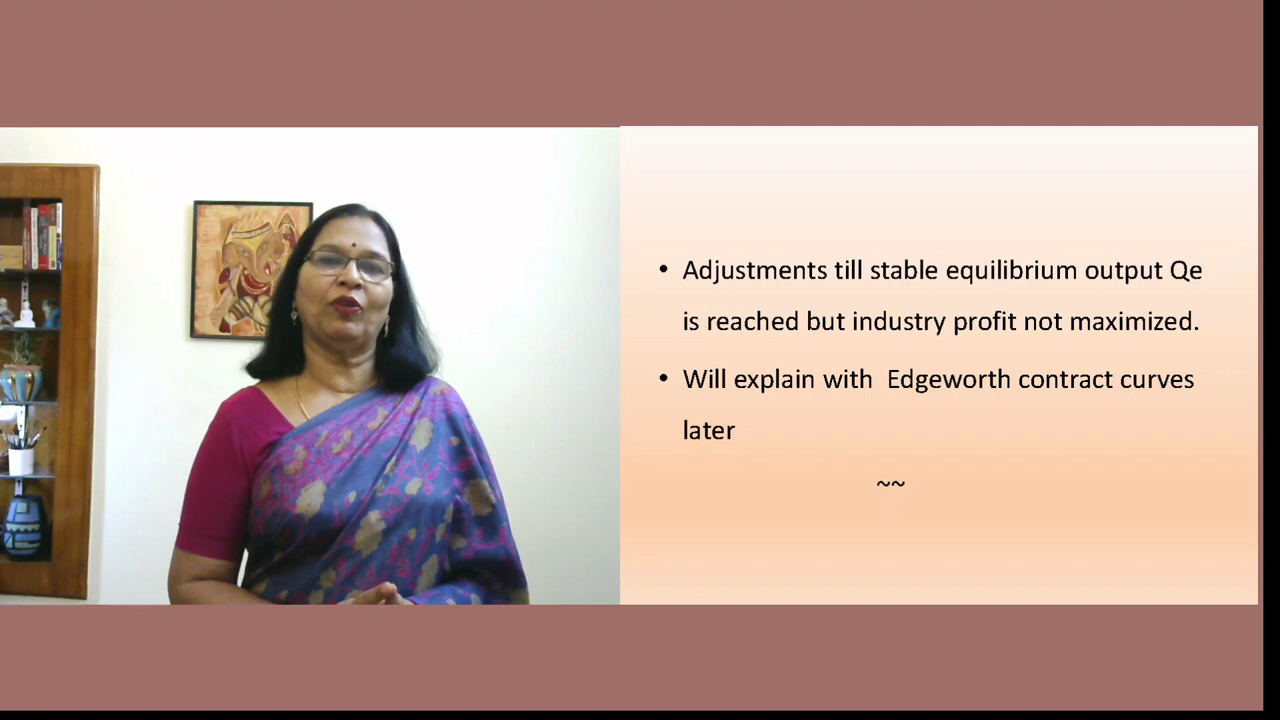 • Adjustments till stable equilibrium output Qe
is reached but industry profit not maximized.
• Will explain with  Edgeworth contract curves
later
~~